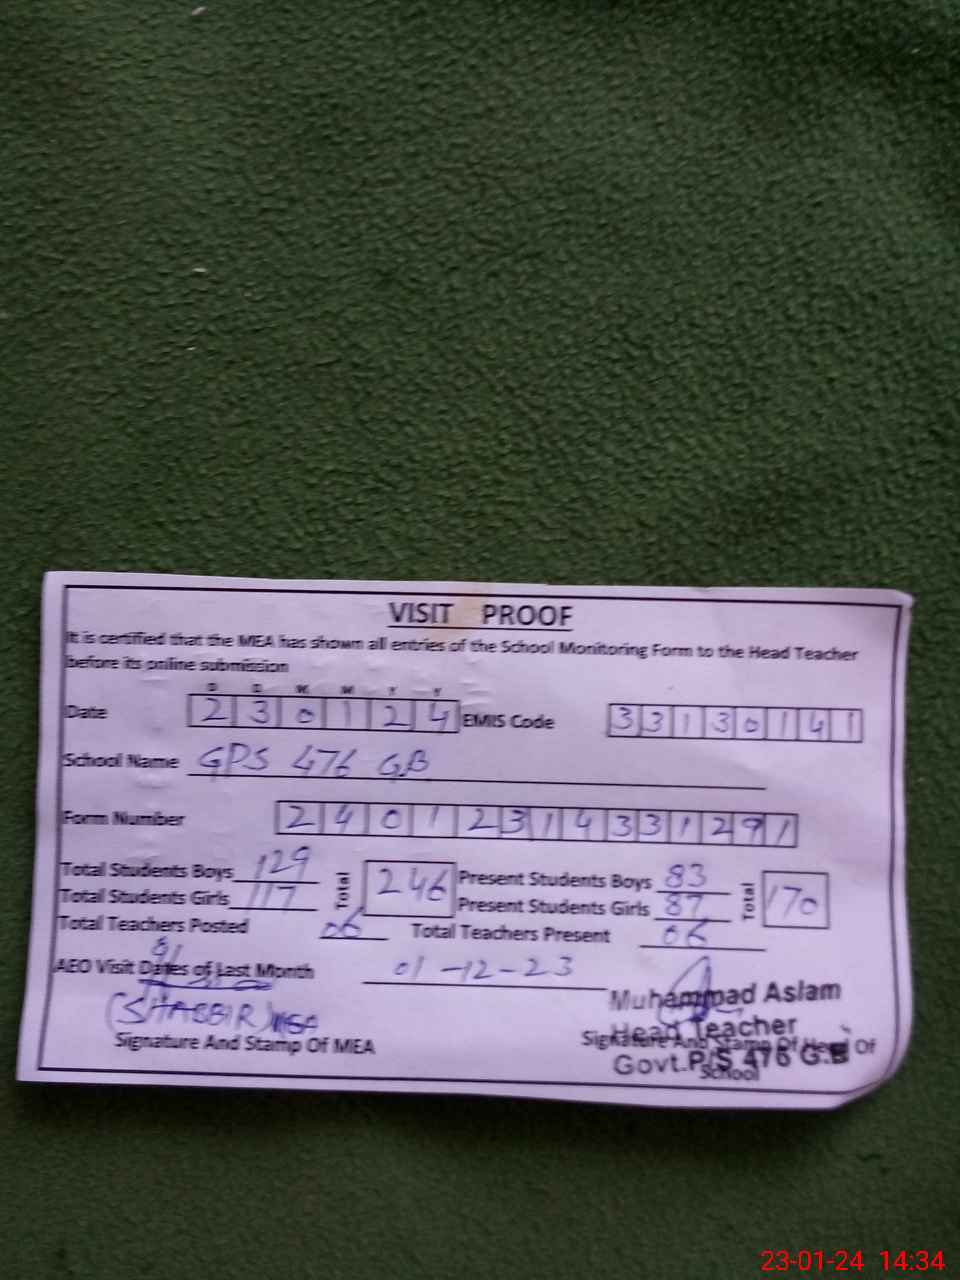 VISIT PROOF
It is certified that the MEA has shown all entries of the School Monitoring Form to the Head Teacher
before its online submission
D D M M Y Y
Date 2 3 0 1 2 4 EMIS Code 3 3 1 3 0 1 4 1
School Name GPS 476 GB
Form Number 2 4 0 1 2 3 1 4 3 3 1 2 9 1
Total Students Boys 129 Total 246 Present Students Boys 83 Total 170
Total Students Girls 117 Present Students Girls 87
Total Teachers Posted 06 Total Teachers Present 06
AEO Visit Dates of Last Month 01-12-23
(SHABBIR) MEA
Signature And Stamp Of MEA
Muhammad Aslam
Head Teacher
Signature And Stamp Of Head Of
Govt.P/S 476 G.B
School
23-01-24 14:34